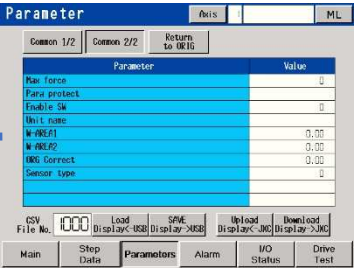 Parameter Axis 1 ML
Common 1/2 Common 2/2 Return
to ORIG
Parameter Value
Max force 0
Para protect
Enable SW 0
Unit name
W-AREA1 0.00
W-AREA2 0.00
ORG Correct 0.00
Sensor type 0
CSV
File No. 000 Load
Display<-USB SAVE
Display->USB Upload
Display<-JXC Download
Display->JXC
Main Step
Data Parameters Alarm I/O
Status Drive
Test